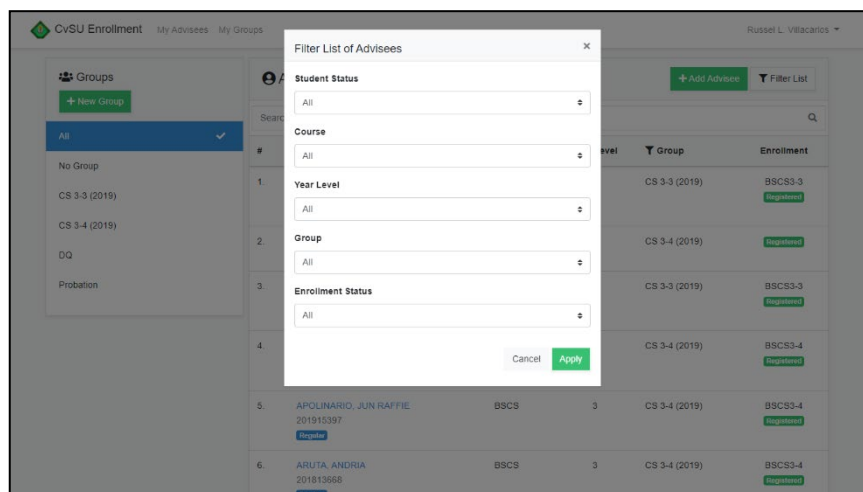 CvSU Enrollment My Advisees My Groups Russel L. Villacarlos
Groups
+ New Group
All
No Group
CS 3-3 (2019)
CS 3-4 (2019)
DQ
Probation
+ Add Advisee Filter List
# Group Enrollment
1. CS 3-3 (2019) BSCS3-3
Registered
2. CS 3-4 (2019) Registered
3. CS 3-3 (2019) BSCS3-3
Registered
4. CS 3-4 (2019) BSCS3-4
Registered
5. APOLINARIO, JUN RAFFIE BSCS 3 CS 3-4 (2019) BSCS3-4
201915397 Registered
Regular
6. ARUTA, ANDRIA BSCS 3 CS 3-4 (2019) BSCS3-4
201813668 Registered
Filter List of Advisees ×
Student Status
All
Course
All
Year Level
All
Group
All
Enrollment Status
All
Cancel Apply